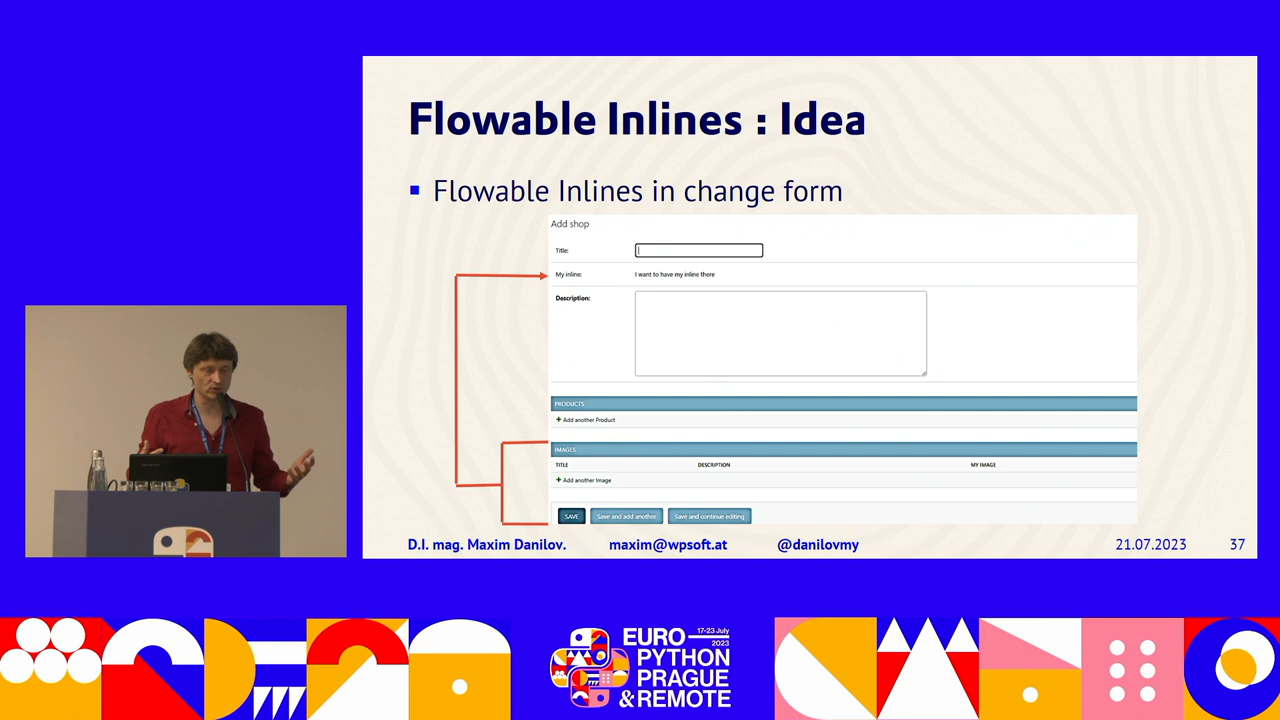 Flowable Inlines : Idea
Flowable Inlines in change form
Add shop
Title:
My inline:
I want to have my inline there
Description:
PRODUCTS
+ Add another Product
IMAGES
TITLE DESCRIPTION MY IMAGE
+ Add another Image
SAVE Save and add another Save and continue editing
D.I. mag. Maxim Danilov. maxim@wpsoft.at @danilovmy 21.07.2023 37
EURO 17-23 July 2023
PYTHON
PRAGUE
& REMOTE